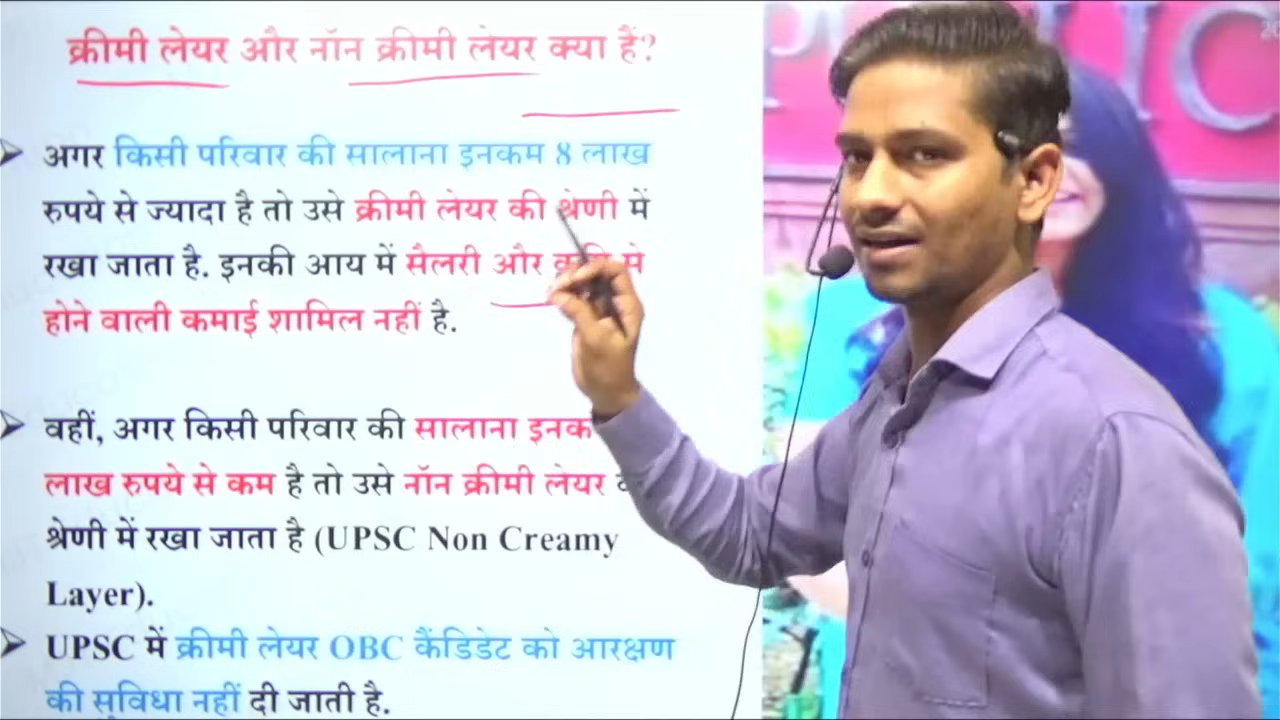 क्रीमी लेयर और नॉन क्रीमी लेयर क्या हैं?
अगर किसी परिवार की सालाना इनकम 8 लाख
रुपये से ज्यादा है तो उसे क्रीमी लेयर की श्रेणी में
रखा जाता है. इनकी आय में सैलरी और से
होने वाली कमाई शामिल नहीं है.
वहीं, अगर किसी परिवार की सालाना
लाख रुपये से कम है तो उसे नॉन क्रीमी लेयर
श्रेणी में रखा जाता है (UPSC Non Creamy
Layer).
UPSC में क्रीमी लेयर OBC कैंडिडेट को आरक्षण
की सुविधा नहीं दी जाती है.